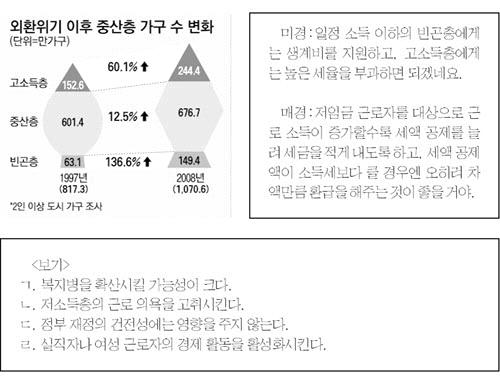 외환위기 이후 중산층 가구 수 변화
(단위=만가구)
고소득층
60.1% ↑
152.6
244.4
중산층
601.4
12.5% ↑
676.7
빈곤층
63.1
136.6% ↑
149.4
1997년
(817.3)
2008년
(1,070.6)
*2인 이상 도시 가구 조사
미경 : 일정 소득 이하의 빈곤층에게
는 생계비를 지원하고, 고소득층에게
는 높은 세율을 부과하면 되겠네요.
매경 : 저임금 근로자를 대상으로 근
로 소득이 증가할수록 세액 공제를 늘
려 세금을 적게 내도록 하고, 세액 공제
액이 소득세보다 클 경우엔 오히려 차
액만큼 환급을 해주는 것이 좋을 거야.
<보기>
ㄱ. 복지병을 확산시킬 가능성이 크다.
ㄴ. 저소득층의 근로 의욕을 고취시킨다.
ㄷ. 정부 재정의 건전성에는 영향을 주지 않는다.
ㄹ. 실직자나 여성 근로자의 경제 활동을 활성화시킨다.